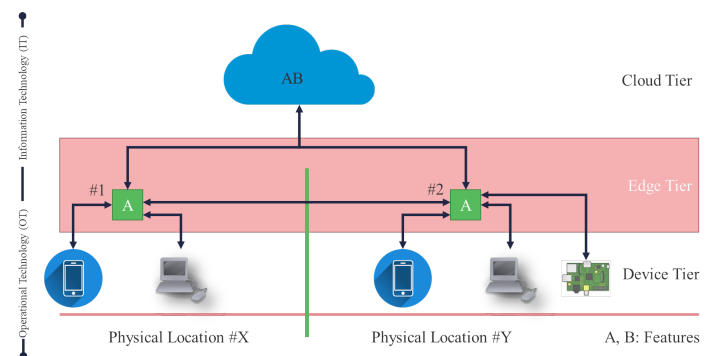 Information Technology (IT)
Operational Technology (OT)
AB
Cloud Tier
#1
#2
Edge Tier
A
A
Device Tier
Physical Location #X
Physical Location #Y
A, B: Features